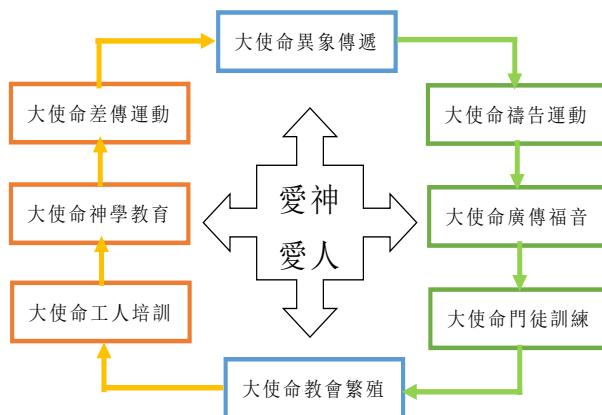 大使命異象傳遞
大使命禱告運動
大使命廣傳福音
大使命門徒訓練
大使命教會繁殖
大使命工人培訓
大使命神學教育
大使命差傳運動
愛神
愛人